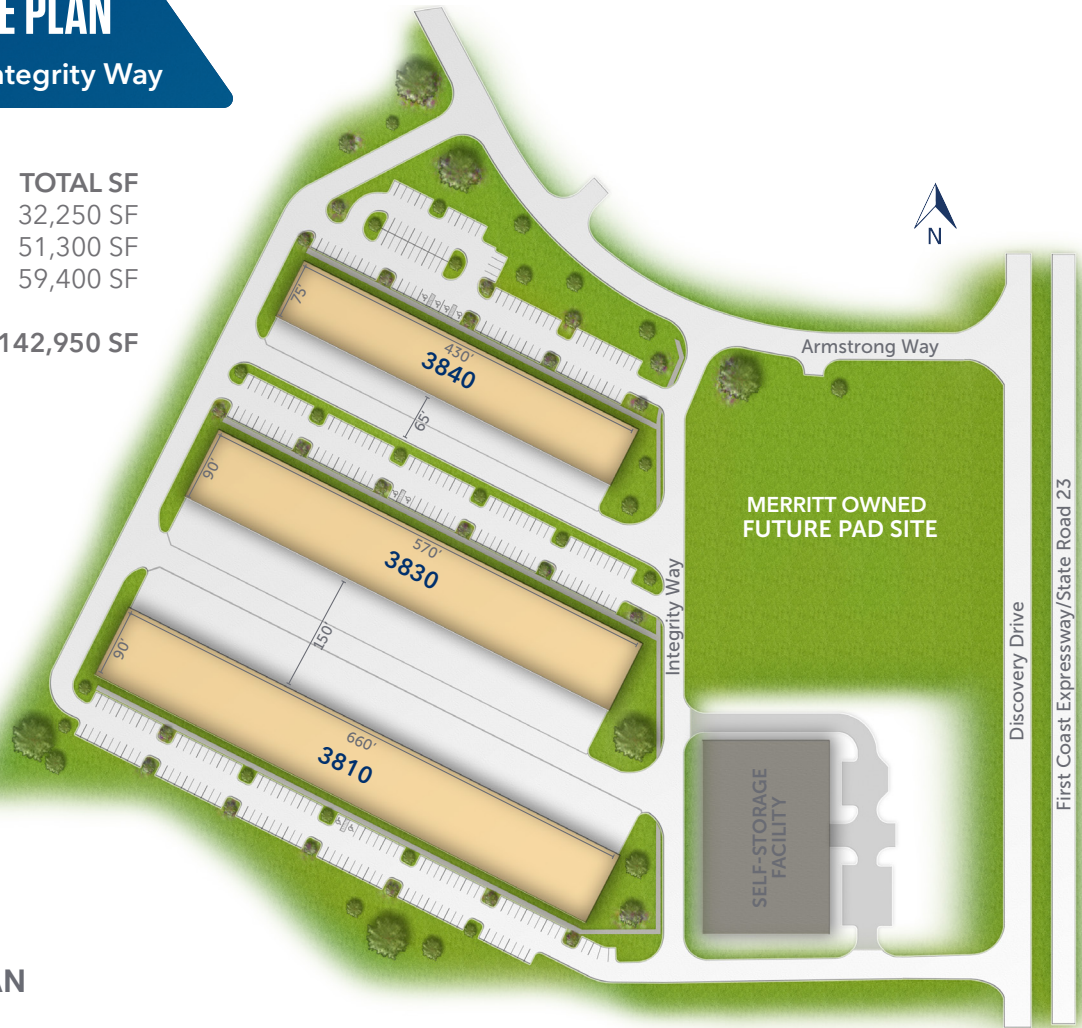 PLAN
Integrity Way
TOTAL SF
32,250 SF
51,300 SF
59,400 SF
142,950 SF
N
75'
430'
3840
65'
Armstrong Way
90'
570'
3830
MERRITT OWNED
FUTURE PAD SITE
Integrity Way
150'
90'
660'
3810
SELF-STORAGE
FACILITY
Discovery Drive
First Coast Expressway/State Road 23